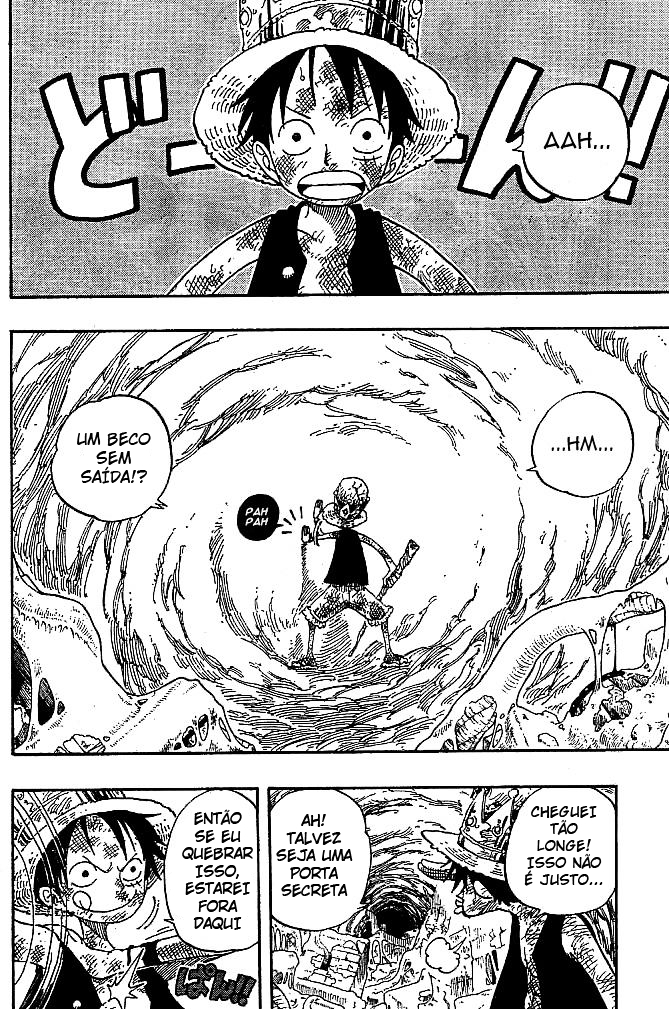 AAH...
どーーん!!
...HM...
UM BECO
SEM
SAÍDA!?
PAH
PAH
CHEGUEI
TÃO
LONGE!
ISSO NÃO
É JUSTO...
AH!
TALVEZ
SEJA UMA
PORTA
SECRETA
ENTÃO
SE EU
QUEBRAR
ISSO,
ESTAREI
FORA
DAQUI
ぱん!!